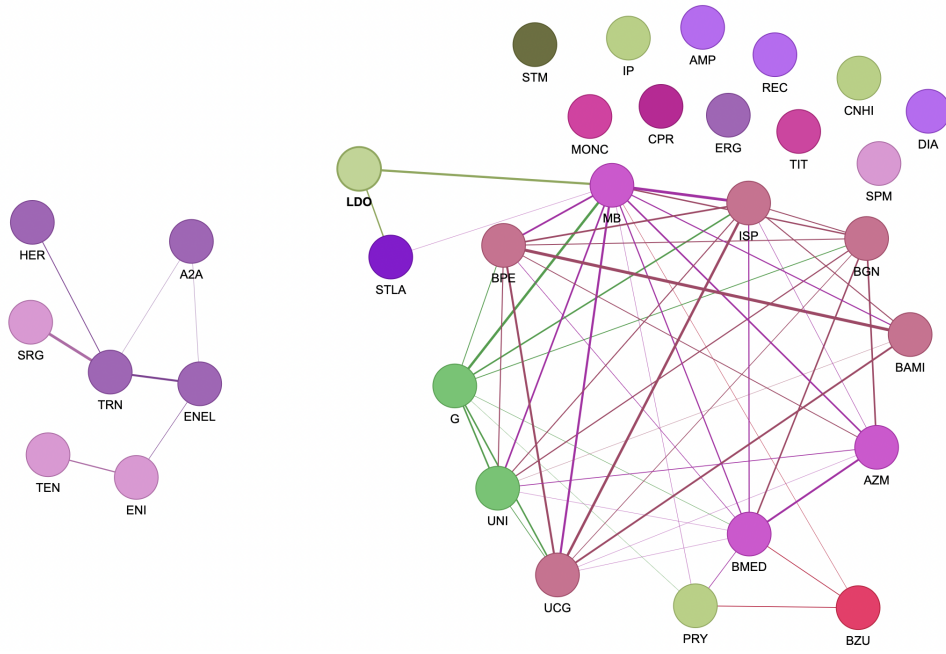 STM
IP
AMP
REC
CNHI
DIA
MONC
CPR
ERG
TIT
SPM
LDO
MB
ISP
HER
A2A
STLA
BPE
BGN
SRG
TRN
ENEL
G
BAMI
TEN
ENI
UNI
AZM
BMED
UCG
PRY
BZU